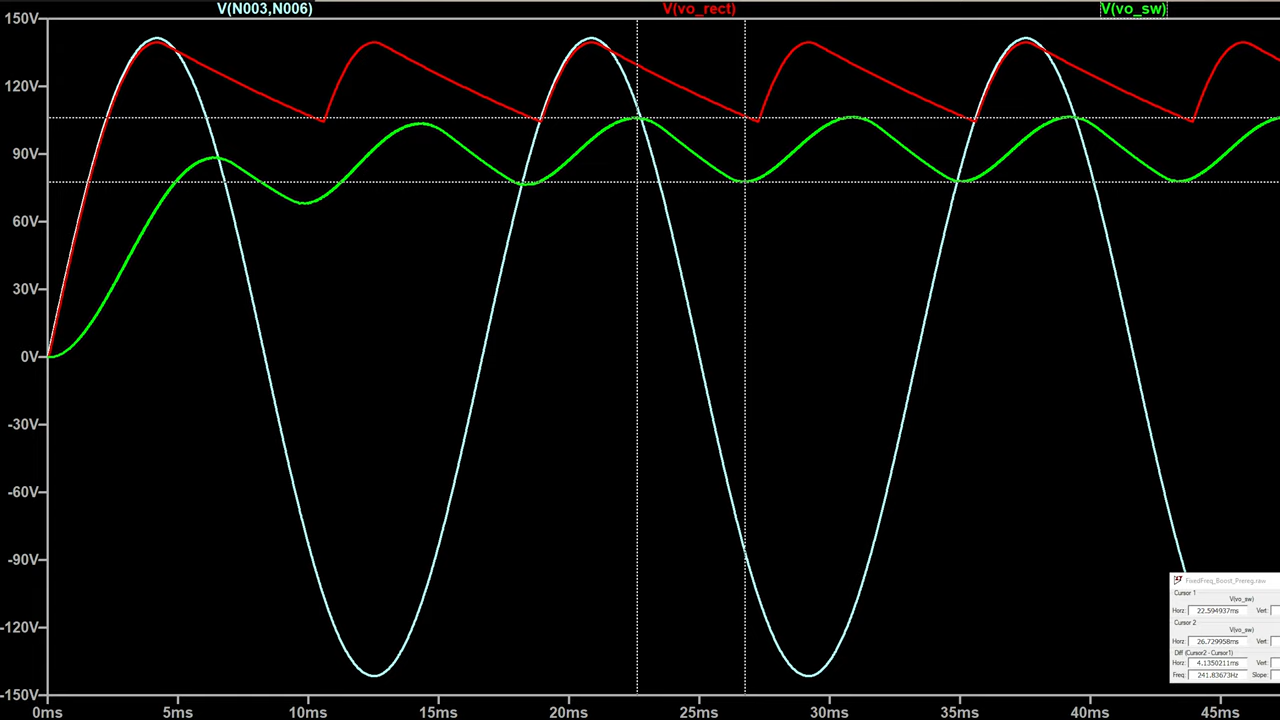 V(N003,N006) V(vo_rect) V(vo_sw)
150V
120V
90V
60V
30V
0V
-30V
-60V
-90V
-120V
-150V
0ms 5ms 10ms 15ms 20ms 25ms 30ms 35ms 40ms 45ms
FixedFreq_Boost_Prereg.raw
Cursor 1
V(vo_sw)
Horz: 22.594937ms Vert:
Cursor 2
V(vo_sw)
Horz: 26.729958ms Vert:
Diff (Cursor2 - Cursor1)
Horz: 4.1350211ms Vert:
Freq: 241.83673Hz Slope: